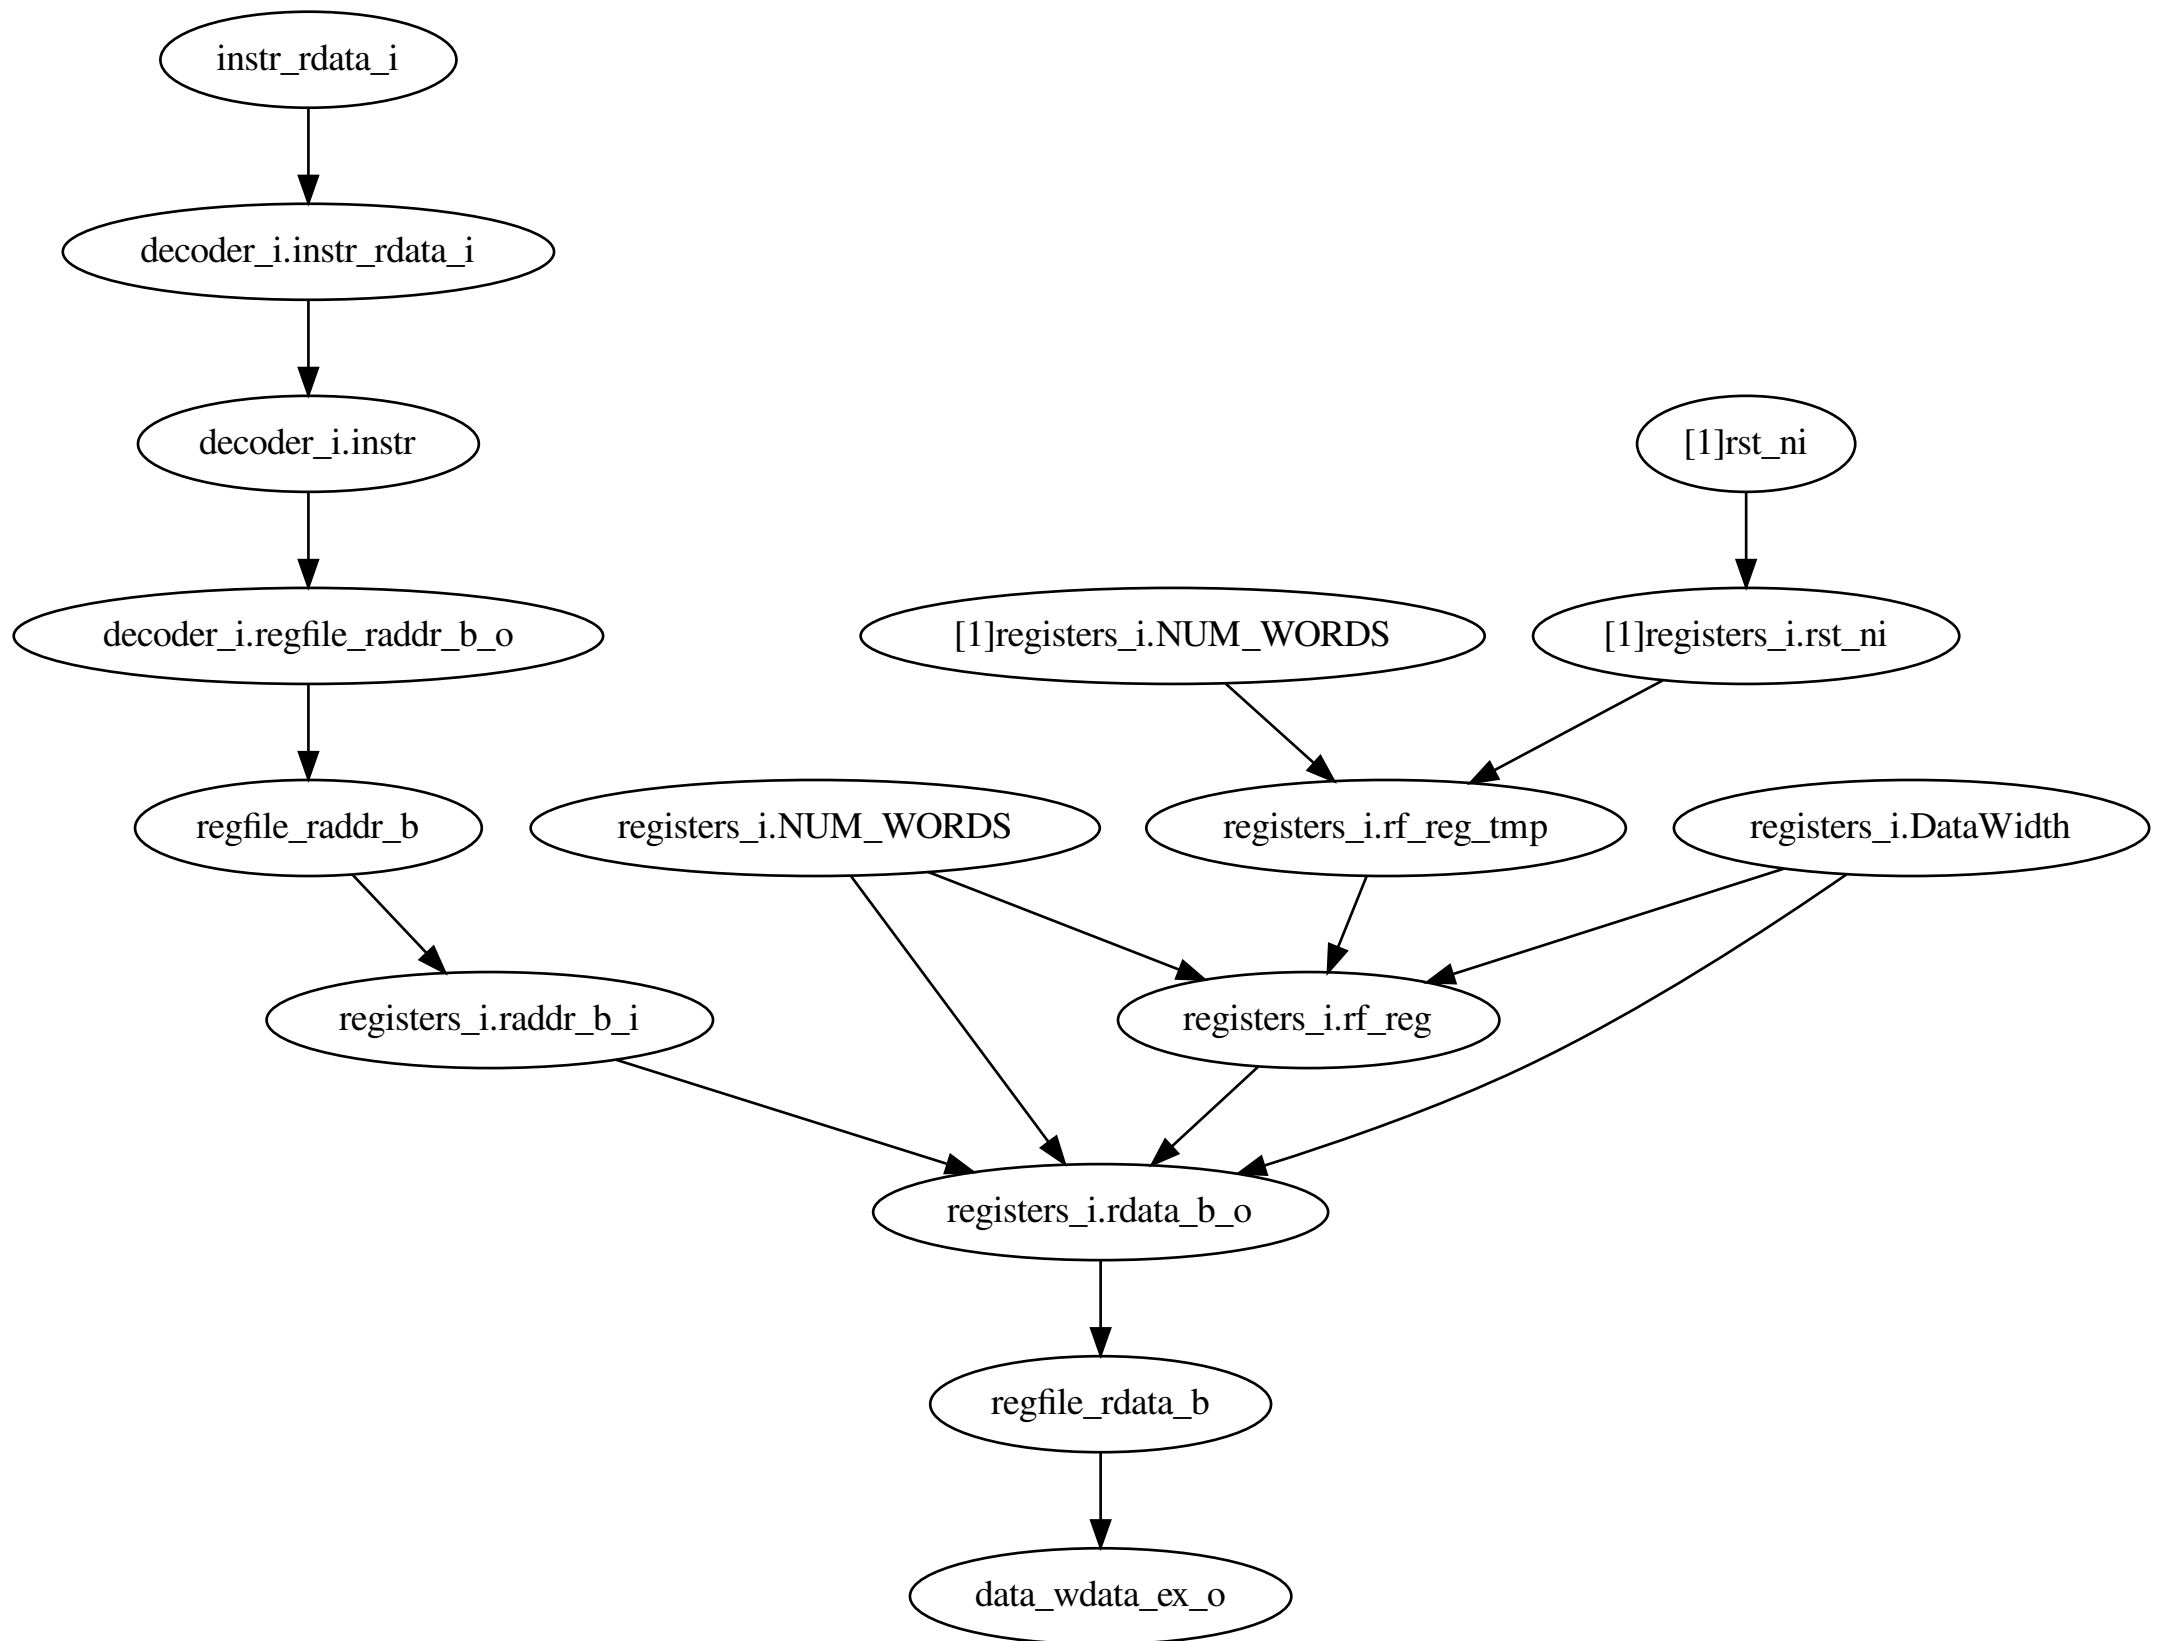 instr_rdata_i
decoder_i.instr_rdata_i
decoder_i.instr
[1]rst_ni
decoder_i.regfile_raddr_b_o
[1]registers_i.NUM_WORDS
[1]registers_i.rst_ni
regfile_raddr_b
registers_i.NUM_WORDS
registers_i.rf_reg_tmp
registers_i.DataWidth
registers_i.raddr_b_i
registers_i.rf_reg
registers_i.rdata_b_o
regfile_rdata_b
data_wdata_ex_o